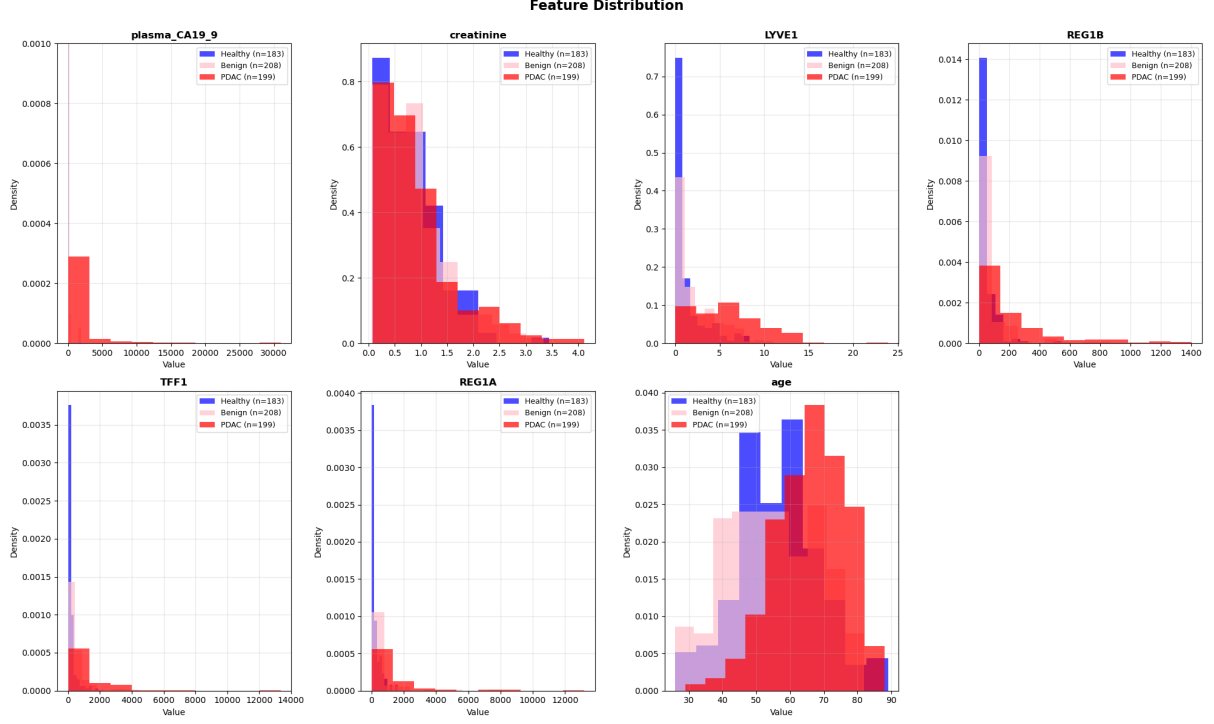 Feature Distribution
plasma_CA19_9
Healthy (n=183)
Benign (n=208)
PDAC (n=199)
Density
0.0010
0.0008
0.0006
0.0004
0.0002
0.0000
0 5000 10000 15000 20000 25000 30000
Value
creatinine
Healthy (n=183)
Benign (n=208)
PDAC (n=199)
Density
0.8
0.6
0.4
0.2
0.0
0.0 0.5 1.0 1.5 2.0 2.5 3.0 3.5 4.0
Value
LYVE1
Healthy (n=183)
Benign (n=208)
PDAC (n=199)
Density
0.7
0.6
0.5
0.4
0.3
0.2
0.1
0.0
0 5 10 15 20 25
Value
REG1B
Healthy (n=183)
Benign (n=208)
PDAC (n=199)
Density
0.014
0.012
0.010
0.008
0.006
0.004
0.002
0.000
0 200 400 600 800 1000 1200 1400
Value
TFF1
Healthy (n=183)
Benign (n=208)
PDAC (n=199)
Density
0.0035
0.0030
0.0025
0.0020
0.0015
0.0010
0.0005
0.0000
0 2000 4000 6000 8000 10000 12000 14000
Value
REG1A
Healthy (n=183)
Benign (n=208)
PDAC (n=199)
Density
0.0040
0.0035
0.0030
0.0025
0.0020
0.0015
0.0010
0.0005
0.0000
0 2000 4000 6000 8000 10000 12000
Value
age
Healthy (n=183)
Benign (n=208)
PDAC (n=199)
Density
0.040
0.035
0.030
0.025
0.020
0.015
0.010
0.005
0.000
30 40 50 60 70 80 90
Value